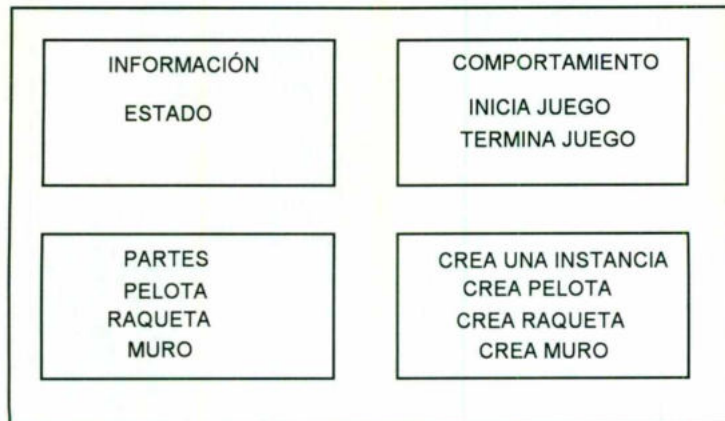 INFORMACIÓN
ESTADO
COMPORTAMIENTO
INICIA JUEGO
TERMINA JUEGO
PARTES
PELOTA
RAQUETA
MURO
CREA UNA INSTANCIA
CREA PELOTA
CREA RAQUETA
CREA MURO